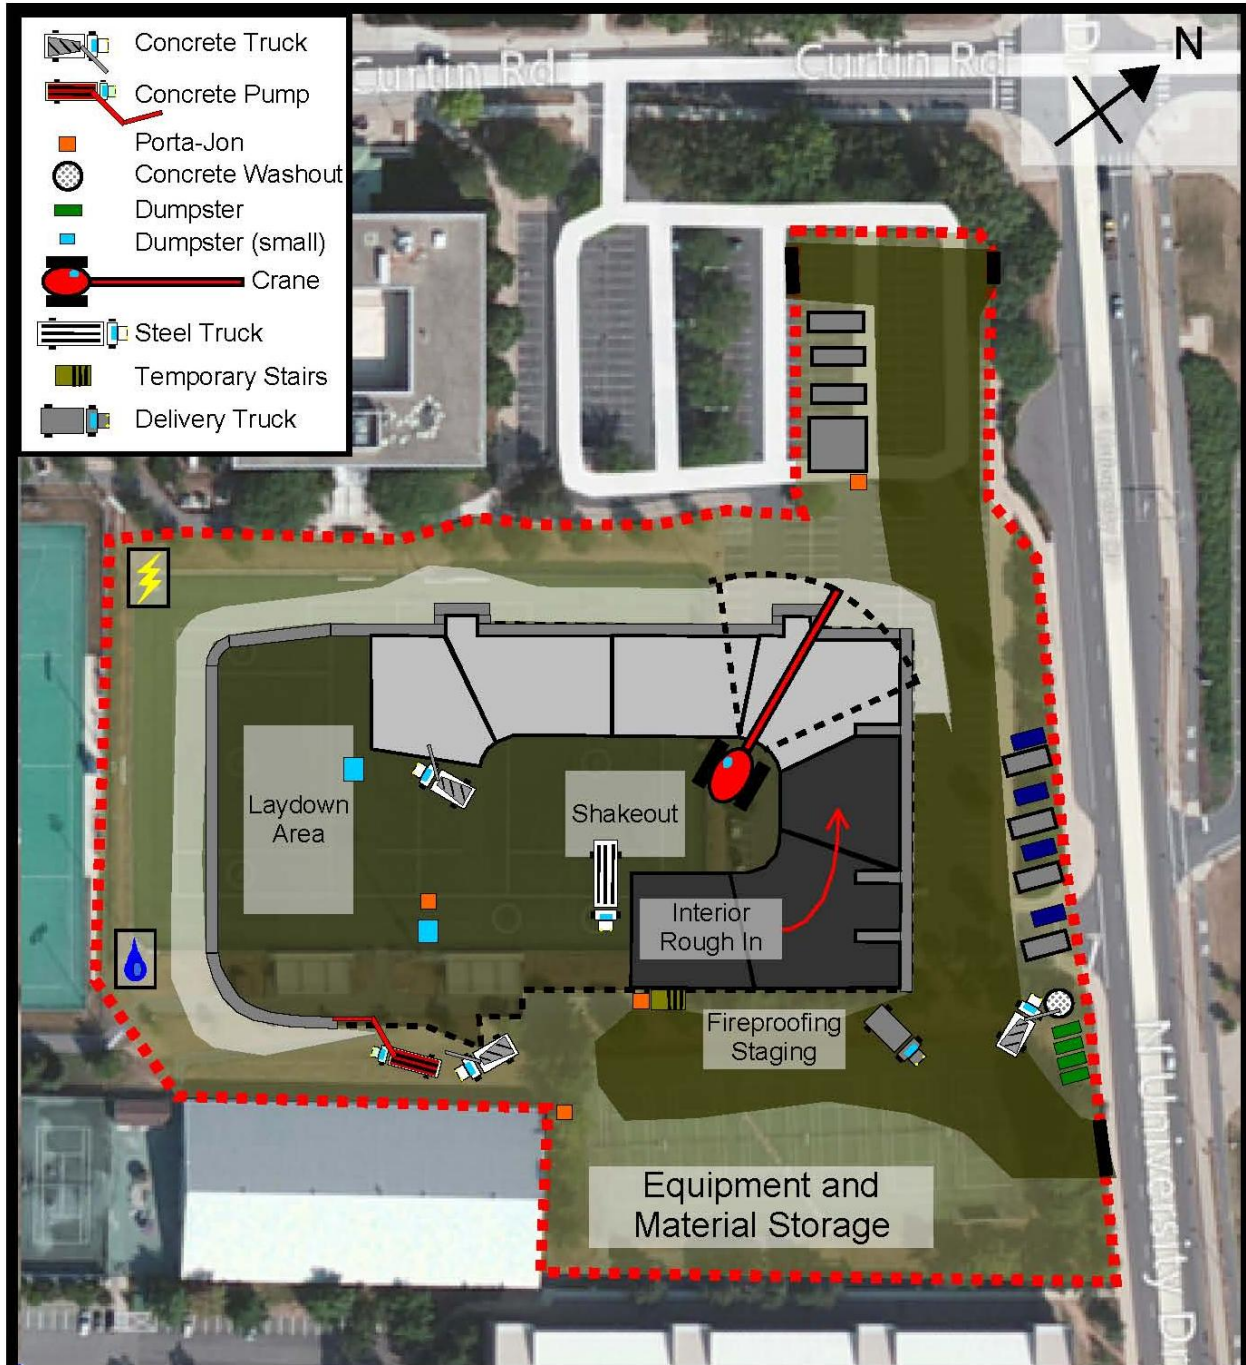 Concrete Truck
Concrete Pump
Porta-Jon
Concrete Washout
Dumpster
Dumpster (small)
Crane
Steel Truck
Temporary Stairs
Delivery Truck
Curtin Rd
Curtin Rd
Dr
N
Laydown
Area
Shakeout
Interior
Rough In
Fireproofing
Staging
Equipment and
Material Storage
N University Dr